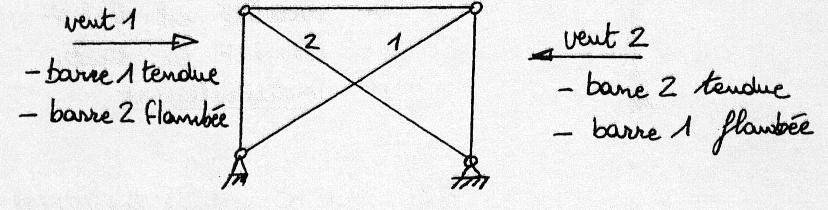 vent 1
- barre 1 tendue
- barre 2 flambée
2
1
vent 2
- barre 2 tendue
- barre 1 flambée